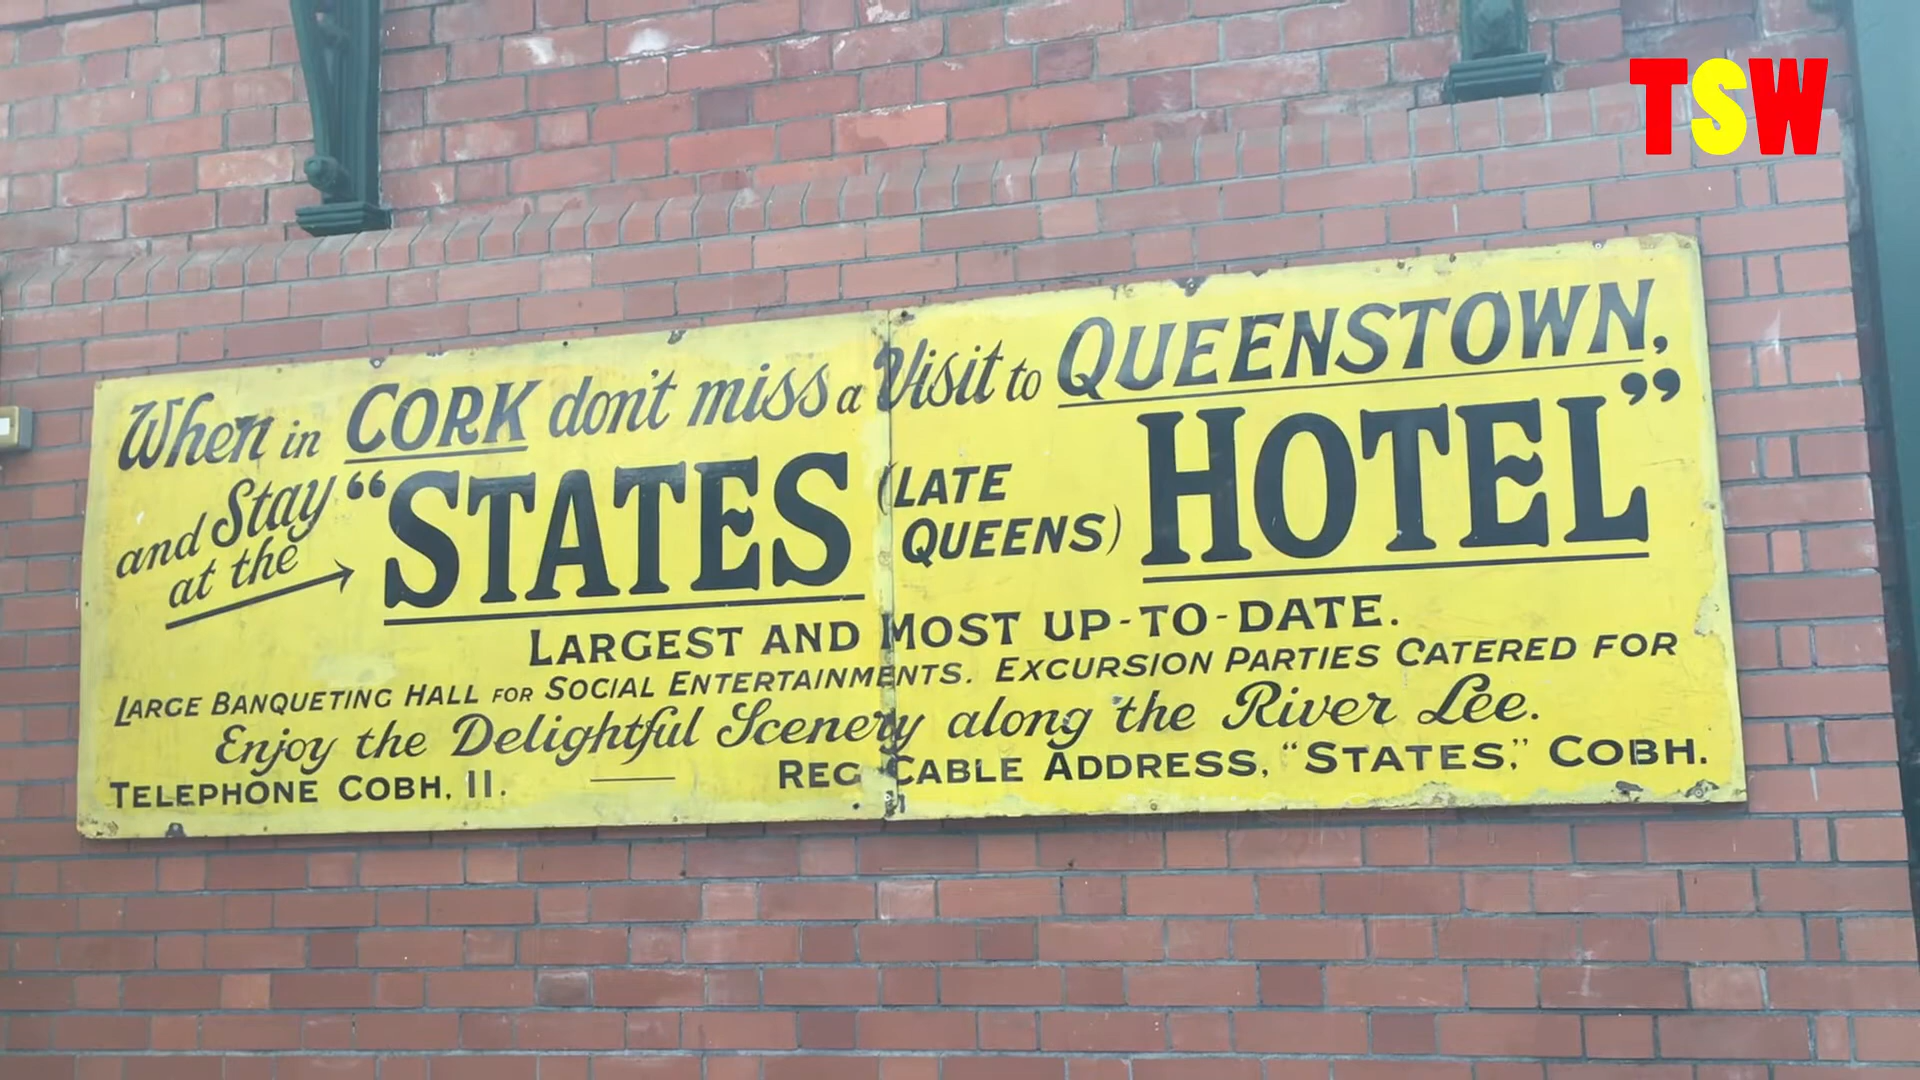 TSW
When in CORK don't miss a Visit to QUEENSTOWN,
and Stay at the "STATES (LATE QUEENS) HOTEL"
LARGEST AND MOST UP-TO-DATE.
LARGE BANQUETING HALL FOR SOCIAL ENTERTAINMENTS. EXCURSION PARTIES CATERED FOR
Enjoy the Delightful Scenery along the River Lee.
TELEPHONE COBH. 11. REG CABLE ADDRESS, "STATES," COBH.